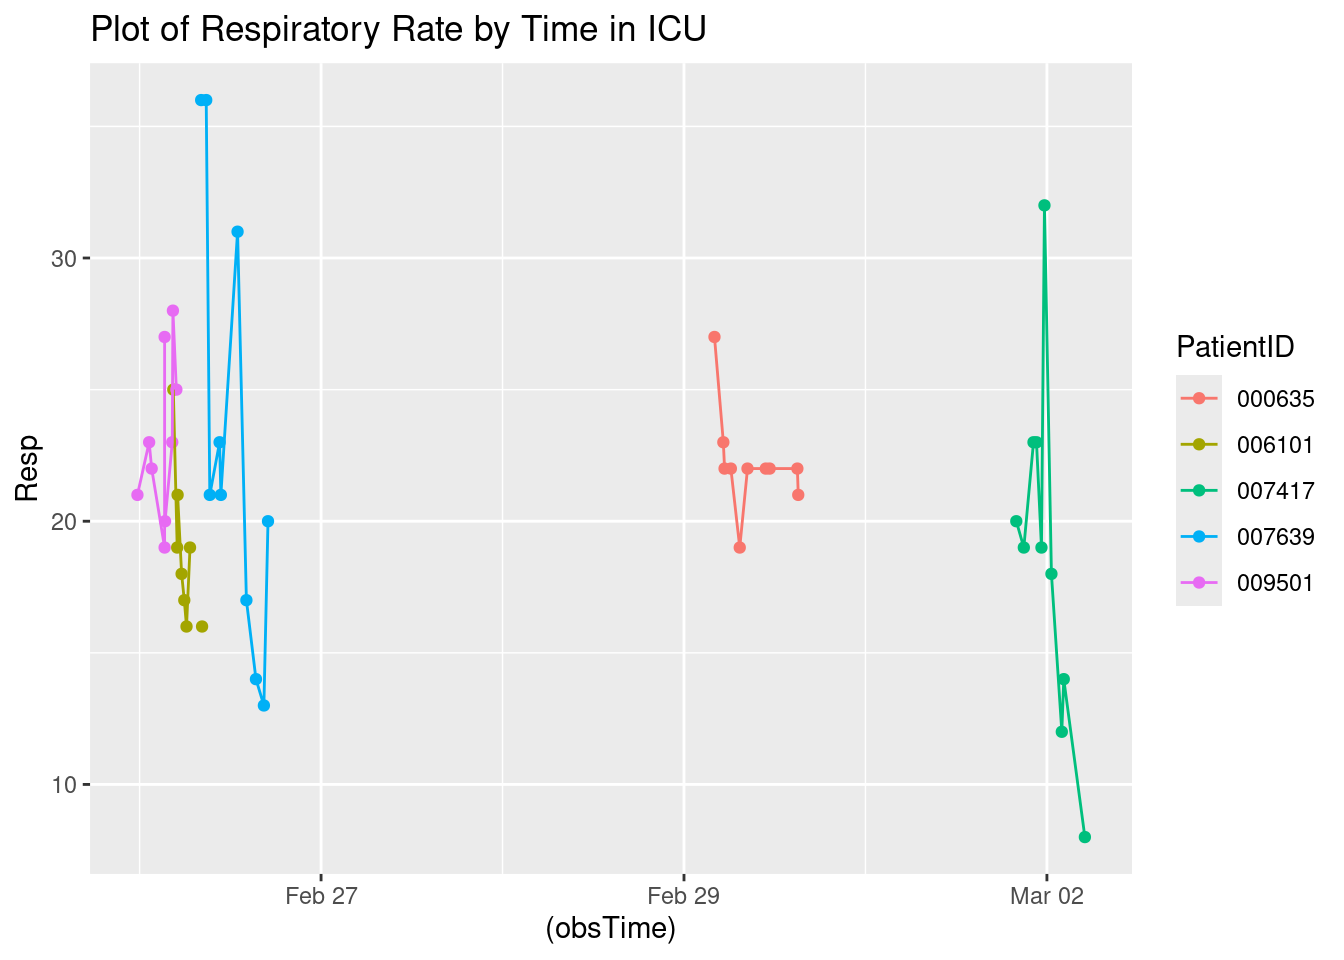 Plot of Respiratory Rate by Time in ICU
Resp
30
20
10
Feb 27
Feb 29
Mar 02
(obsTime)
PatientID
000635
006101
007417
007639
009501